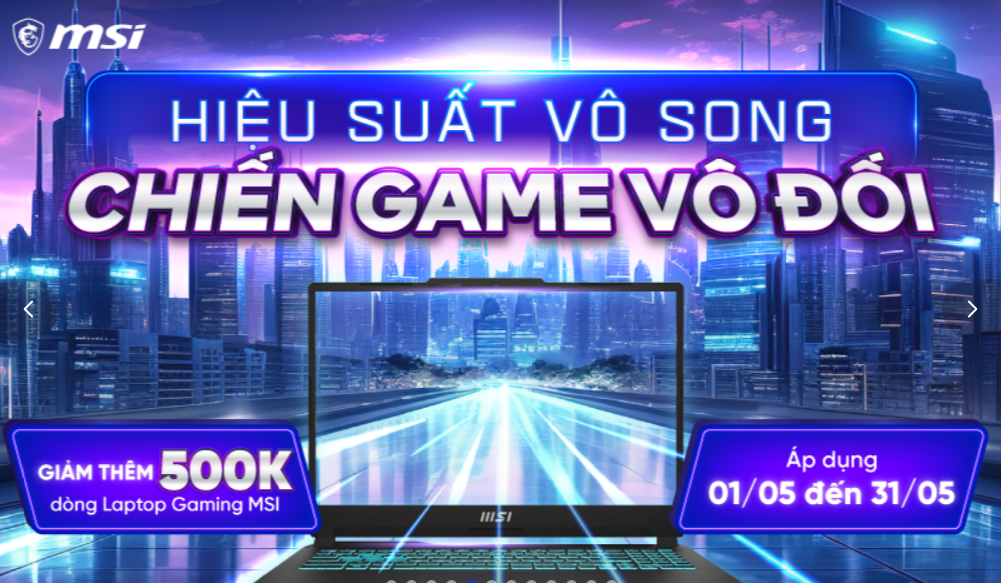 msi
HIỆU SUẤT VÔ SONG
CHIẾN GAME VÔ ĐỐI
GIẢM THÊM 500K
dòng Laptop Gaming MSI
Áp dụng
01/05 đến 31/05
msi